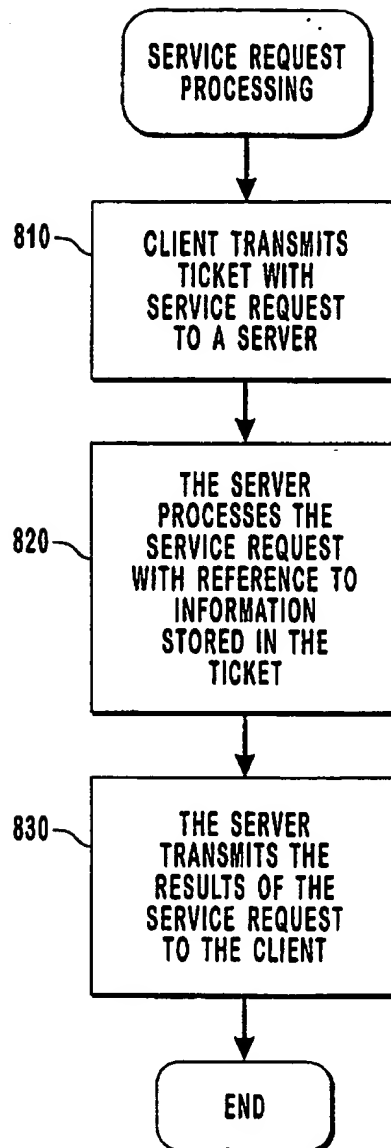 SERVICE REQUEST
PROCESSING
810
CLIENT TRANSMITS
TICKET WITH
SERVICE REQUEST
TO A SERVER
820
THE SERVER
PROCESSES THE
SERVICE REQUEST
WITH REFERENCE TO
INFORMATION
STORED IN THE
TICKET
830
THE SERVER
TRANSMITS THE
RESULTS OF THE
SERVICE REQUEST
TO THE CLIENT
END